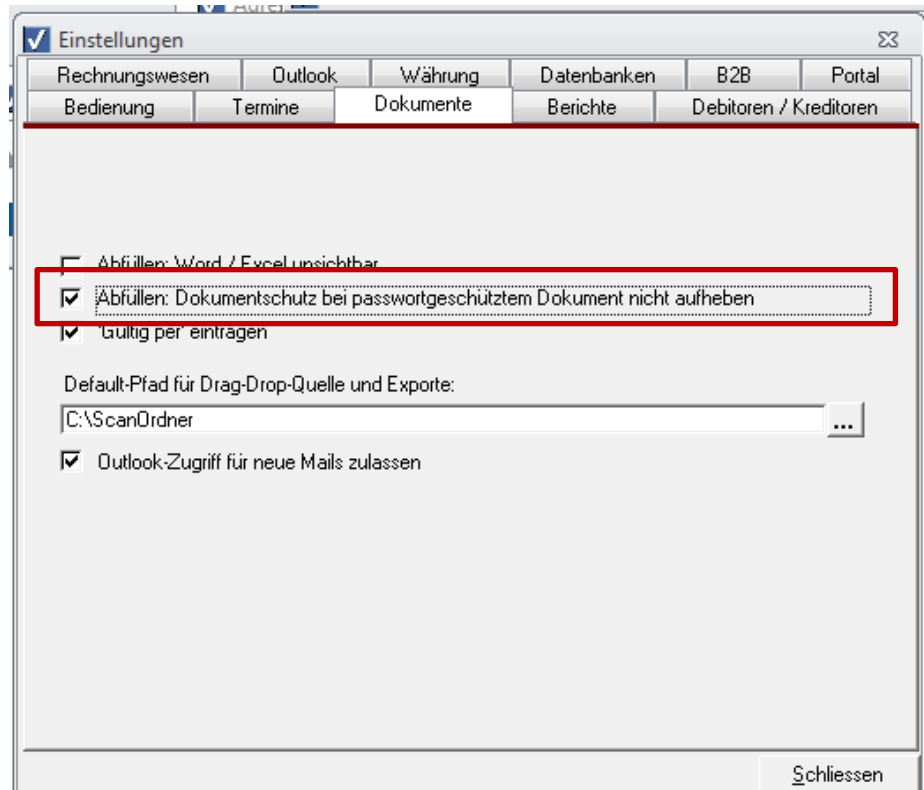 Einstellungen
Rechnungswesen Outlook Währung Datenbanken B2B Portal
Bedienung Termine Dokumente Berichte Debitoren / Kreditoren
Abfüllen: Word / Excel unsichtbar
Abfüllen: Dokumentschutz bei passwortgeschütztem Dokument nicht aufheben
'Gültig per' eintragen
Default-Pfad für Drag-Drop-Quelle und Exporte:
C:\ScanOrdner ...
Outlook-Zugriff für neue Mails zulassen
Schliessen